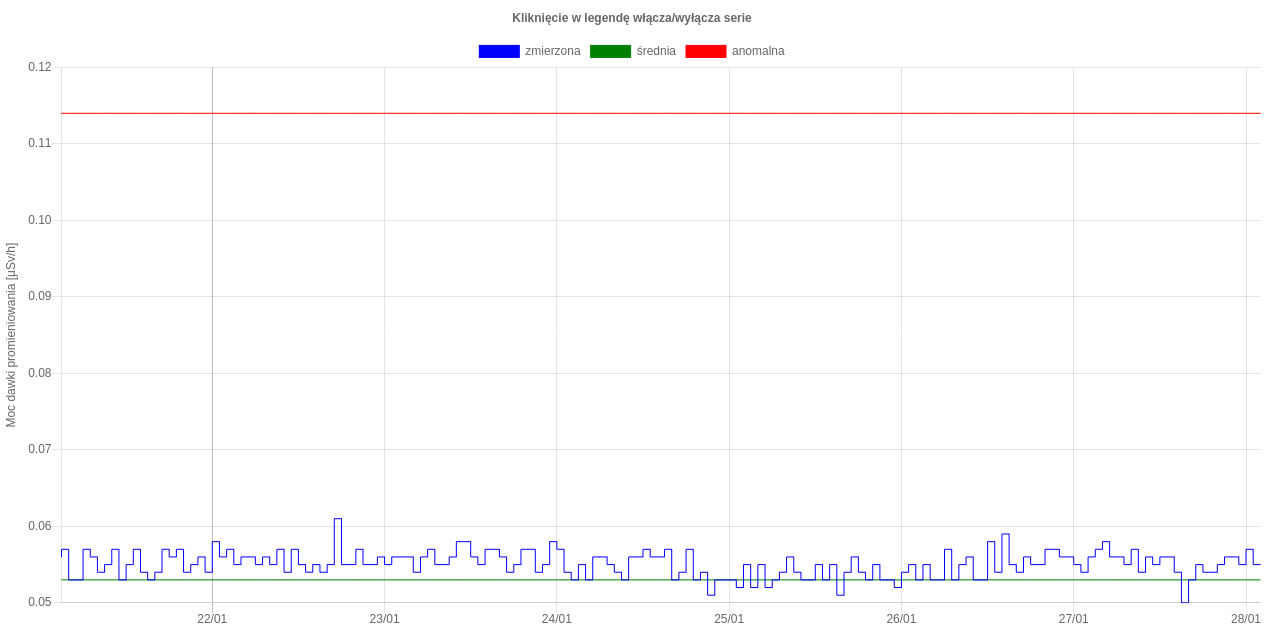 Kliknięcie w legendę włącza/wyłącza serie
zmierzona średnia anomalna
0.12
0.11
0.10
0.09
0.08
0.07
0.06
0.05
Moc dawki promieniowania [µSv/h]
22/01 23/01 24/01 25/01 26/01 27/01 28/01